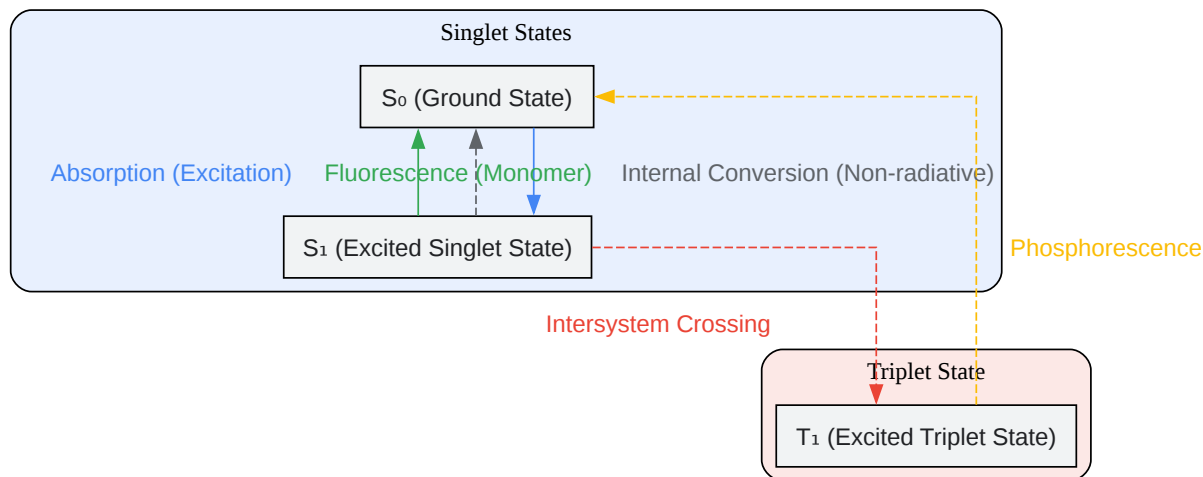 Singlet States
S₀ (Ground State)
Absorption (Excitation)
Fluorescence (Monomer)
Internal Conversion (Non-radiative)
S₁ (Excited Singlet State)
Phosphorescence
Intersystem Crossing
Triplet State
T₁ (Excited Triplet State)